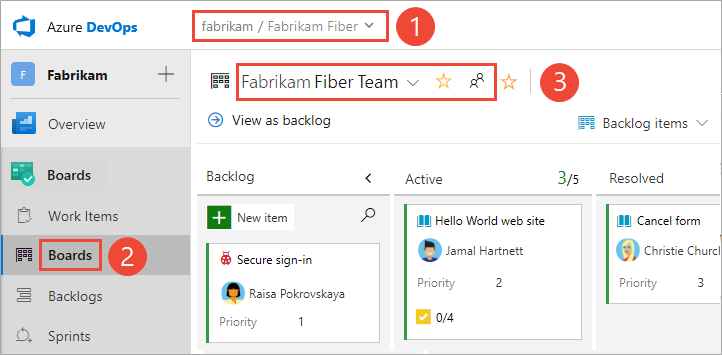 Azure DevOps
fabrikam / Fabrikam Fiber
1
F
Fabrikam
Fabrikam Fiber Team
3
Overview
View as backlog
Backlog items
Boards
Backlog
Active
3/5
Resolved
Work Items
New item
Hello World web site
Cancel form
Boards
2
Secure sign-in
Jamal Hartnett
Christie Church
Raisa Pokrovskaya
Priority 2
Priority 3
Backlogs
Priority 1
0/4
Sprints